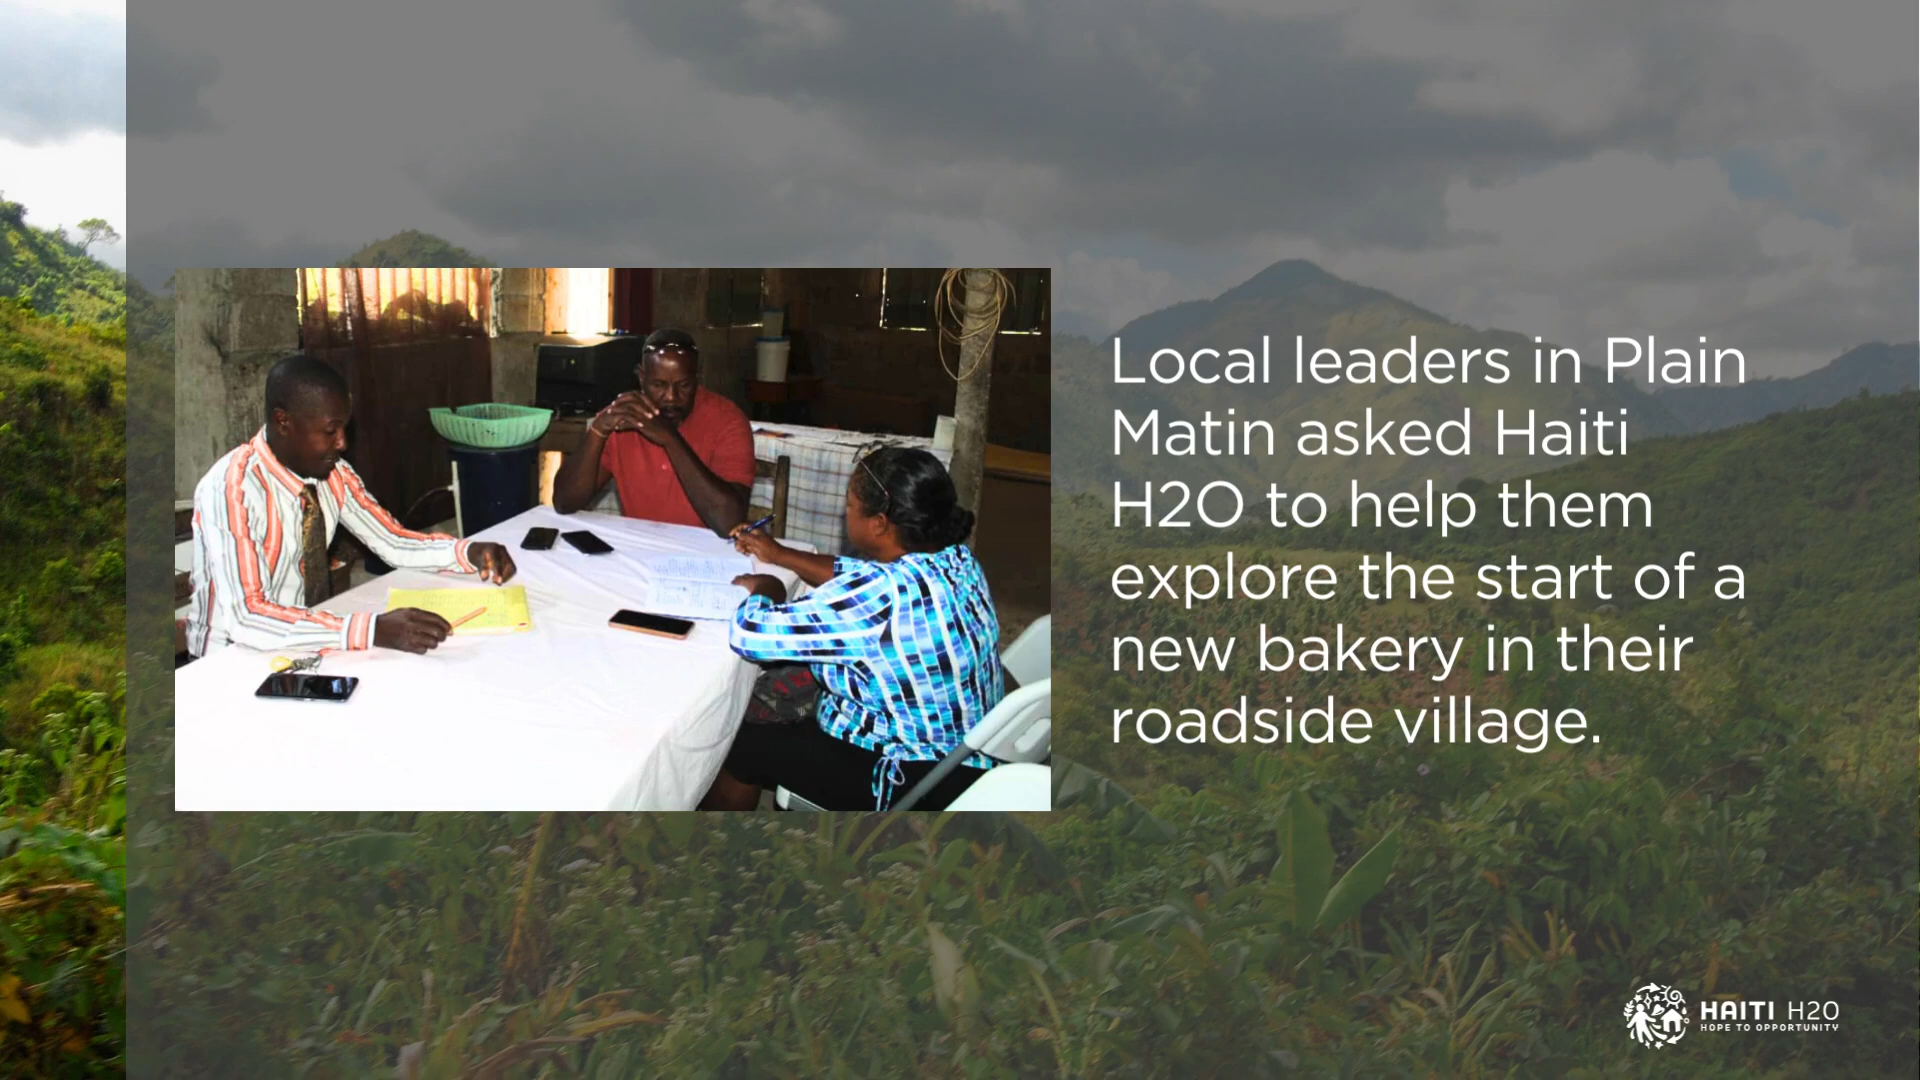 Local leaders in Plain
Matin asked Haiti
H2O to help them
explore the start of a
new bakery in their
roadside village.
HAITI H2O
HOPE TO OPPORTUNITY